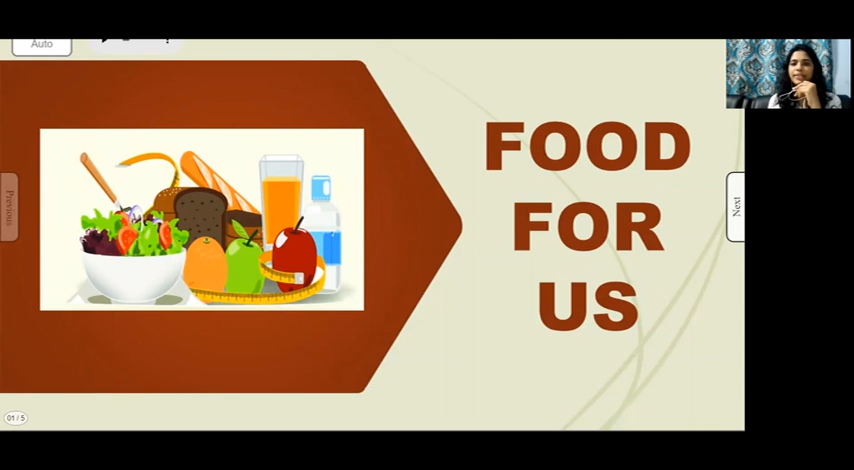 Auto
FOOD
FOR
US
Previous
Next
01 / 5